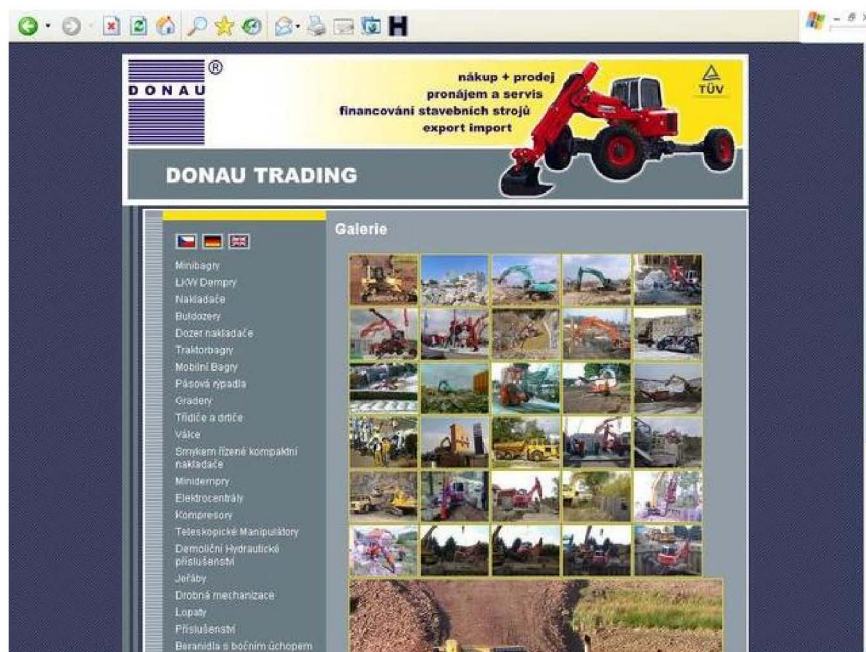 DONAU
®
nákup + prodej
pronájem a servis
financování stavebních strojů
export import
TÜV
DONAU TRADING
Galerie
Minibagry
LKW Dempry
Nakladače
Buldozery
Dozer nakladače
Traktorbagry
Mobilní Bagry
Pásová rýpadla
Gradery
Třídiče a drtiče
Válce
Smykem řízené kompaktní
nakladače
Minidempry
Elektrocentrály
Kompresory
Teleskopické Manipulátory
Demoliční Hydraulické
příslušenství
Jeřáby
Drobná mechanizace
Lopaty
Příslušenství
Beranidla s bočním úchopem